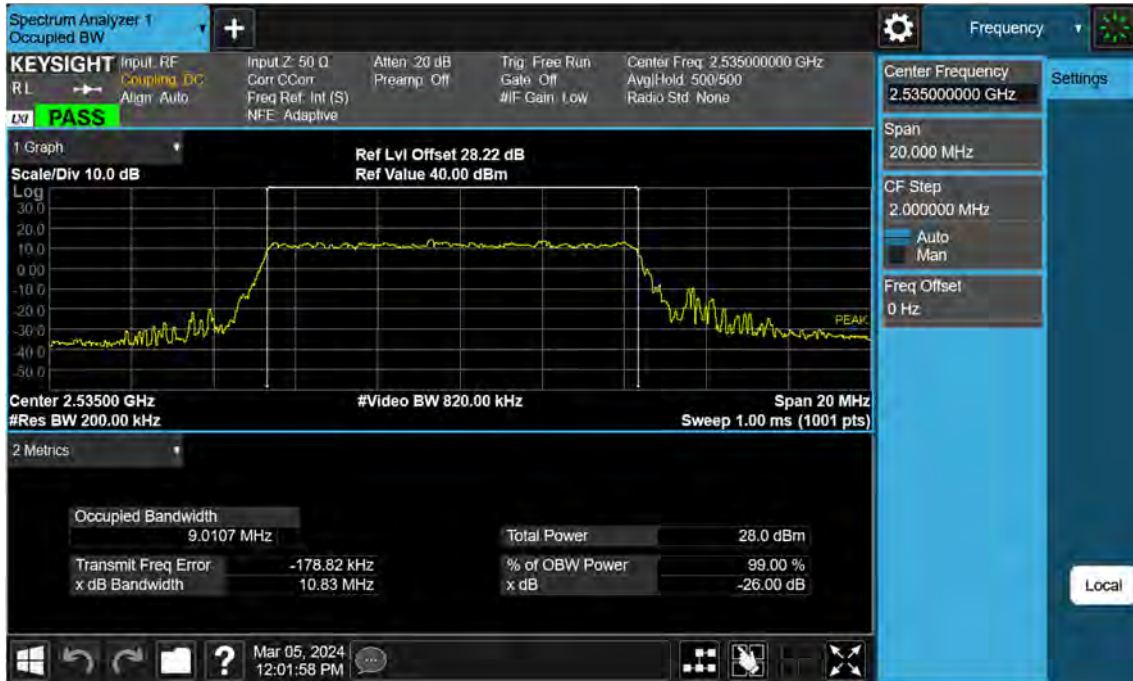 Spectrum Analyzer 1
Occupied BW
+
Frequency
KEYSIGHT
RL
LXI
PASS
Input: RF
Coupling: DC
Align: Auto
Input Z: 50 Ω
Corr CCorr
Freq Ref: Int (S)
NFE: Adaptive
Atten: 20 dB
Preamp: Off
Trig: Free Run
Gate: Off
#IF Gain: Low
Center Freq: 2.535000000 GHz
Avg|Hold: 500/500
Radio Std: None
Center Frequency
2.535000000 GHz
Settings
Span
20.000 MHz
CF Step
2.000000 MHz
Auto
Man
Freq Offset
0 Hz
1 Graph
Scale/Div 10.0 dB
Ref Lvl Offset 28.22 dB
Ref Value 40.00 dBm
Log
30.0
20.0
10.0
0.00
-10.0
-20.0
-30.0
-40.0
-50.0
PEAK
Center 2.53500 GHz
#Video BW 820.00 kHz
Span 20 MHz
#Res BW 200.00 kHz
Sweep 1.00 ms (1001 pts)
2 Metrics
Occupied Bandwidth
9.0107 MHz
Total Power 28.0 dBm
Transmit Freq Error -178.82 kHz
% of OBW Power 99.00 %
x dB Bandwidth 10.83 MHz
x dB -26.00 dB
Local
?
Mar 05, 2024
12:01:58 PM